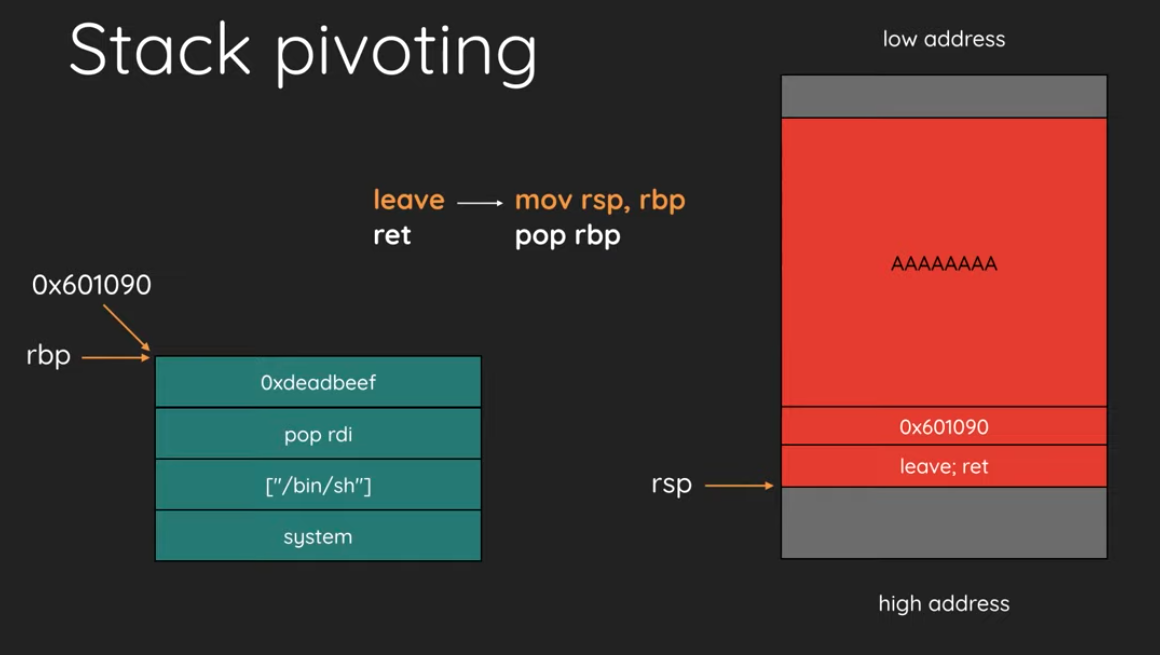 Stack pivoting
low address
leave mov rsp, rbp
ret pop rbp
AAAAAAAA
0x601090
rbp
0xdeadbeef
pop rdi
["/bin/sh"]
system
0x601090
leave; ret
rsp
high address